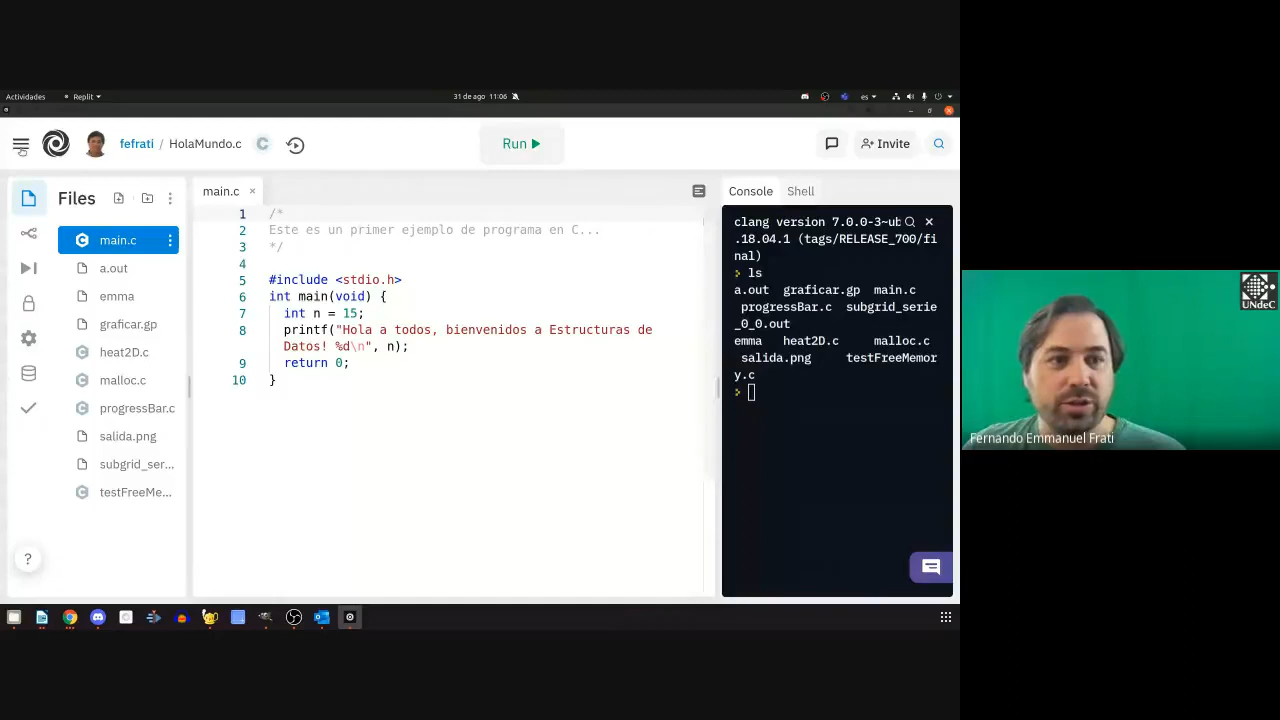 Actividades Replit 31 de ago 11:06 es
fefrati / HolaMundo.c C Run Invite
Files main.c × Console Shell
main.c
a.out
emma
graficar.gp
heat2D.c
malloc.c
progressBar.c
salida.png
subgrid_ser...
testFreeMe...
?
1 /*
2 Este es un primer ejemplo de programa en C...
3 */
4
5 #include <stdio.h>
6 int main(void) {
7 int n = 15;
8 printf("Hola a todos, bienvenidos a Estructuras de
Datos! %d\n", n);
9 return 0;
10 }
clang version 7.0.0-3~ub
.18.04.1 (tags/RELEASE_700/fi
nal)
> ls
a.out graficar.gp main.c
progressBar.c subgrid_serie
_0_0.out
emma heat2D.c malloc.c
salida.png testFreeMemor
y.c
>
UNdeC
Fernando Emmanuel Frati